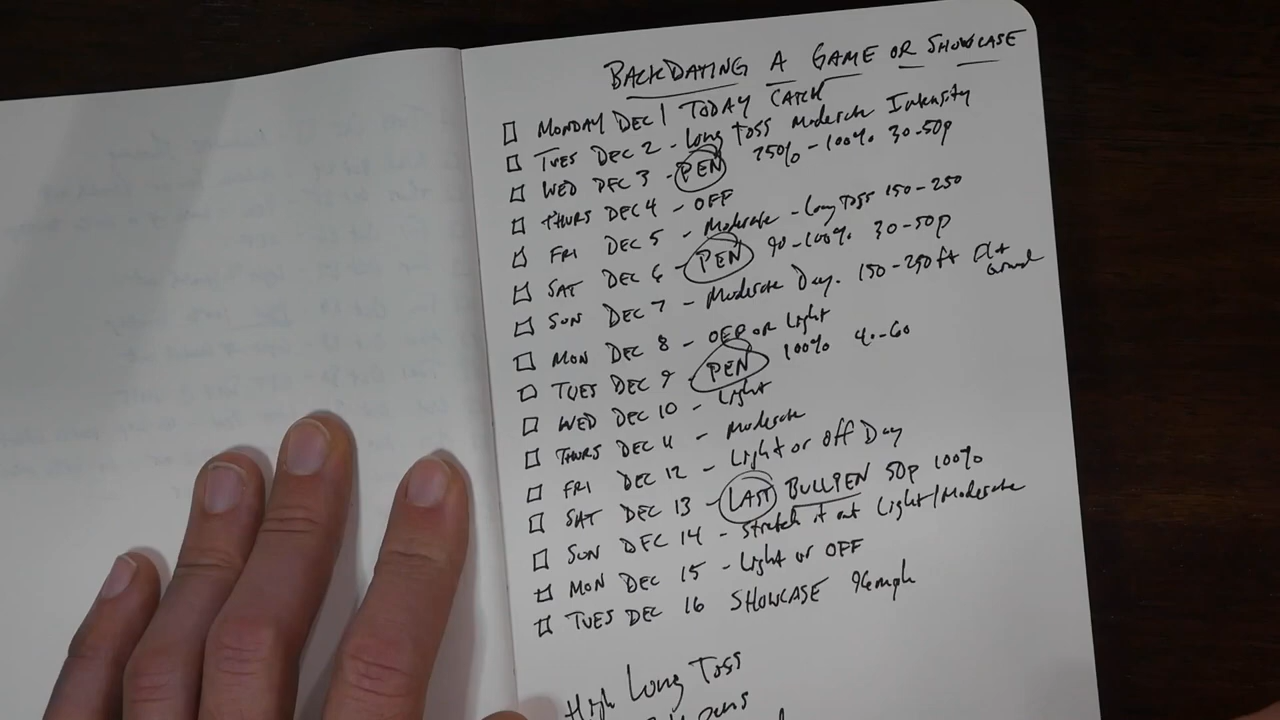 BACKDATING A GAME OR SHOWCASE
MONDAY DEC 1 TODAY CATCH
TUES DEC 2 - Long Toss Moderate Intensity
WED DEC 3 - PEN 75% - 100% 30-50p
THURS DEC 4 - OFF
FRI DEC 5 - Moderate - Long Toss 150-250
SAT DEC 6 - PEN 90-100% 30-50p
SUN DEC 7 - Moderate Day. 150-250ft Flat Ground
MON DEC 8 - OFF or Light
TUES DEC 9 - PEN 100% 40-60
WED DEC 10 - Light
THURS DEC 11 - Moderate
FRI DEC 12 - Light or off Day
SAT DEC 13 - LAST BULLPEN 50p 100%
SUN DEC 14 - Stretch it out Light/Moderate
MON DEC 15 - Light or OFF
TUES DEC 16 SHOWCASE 96mph
High Long Toss